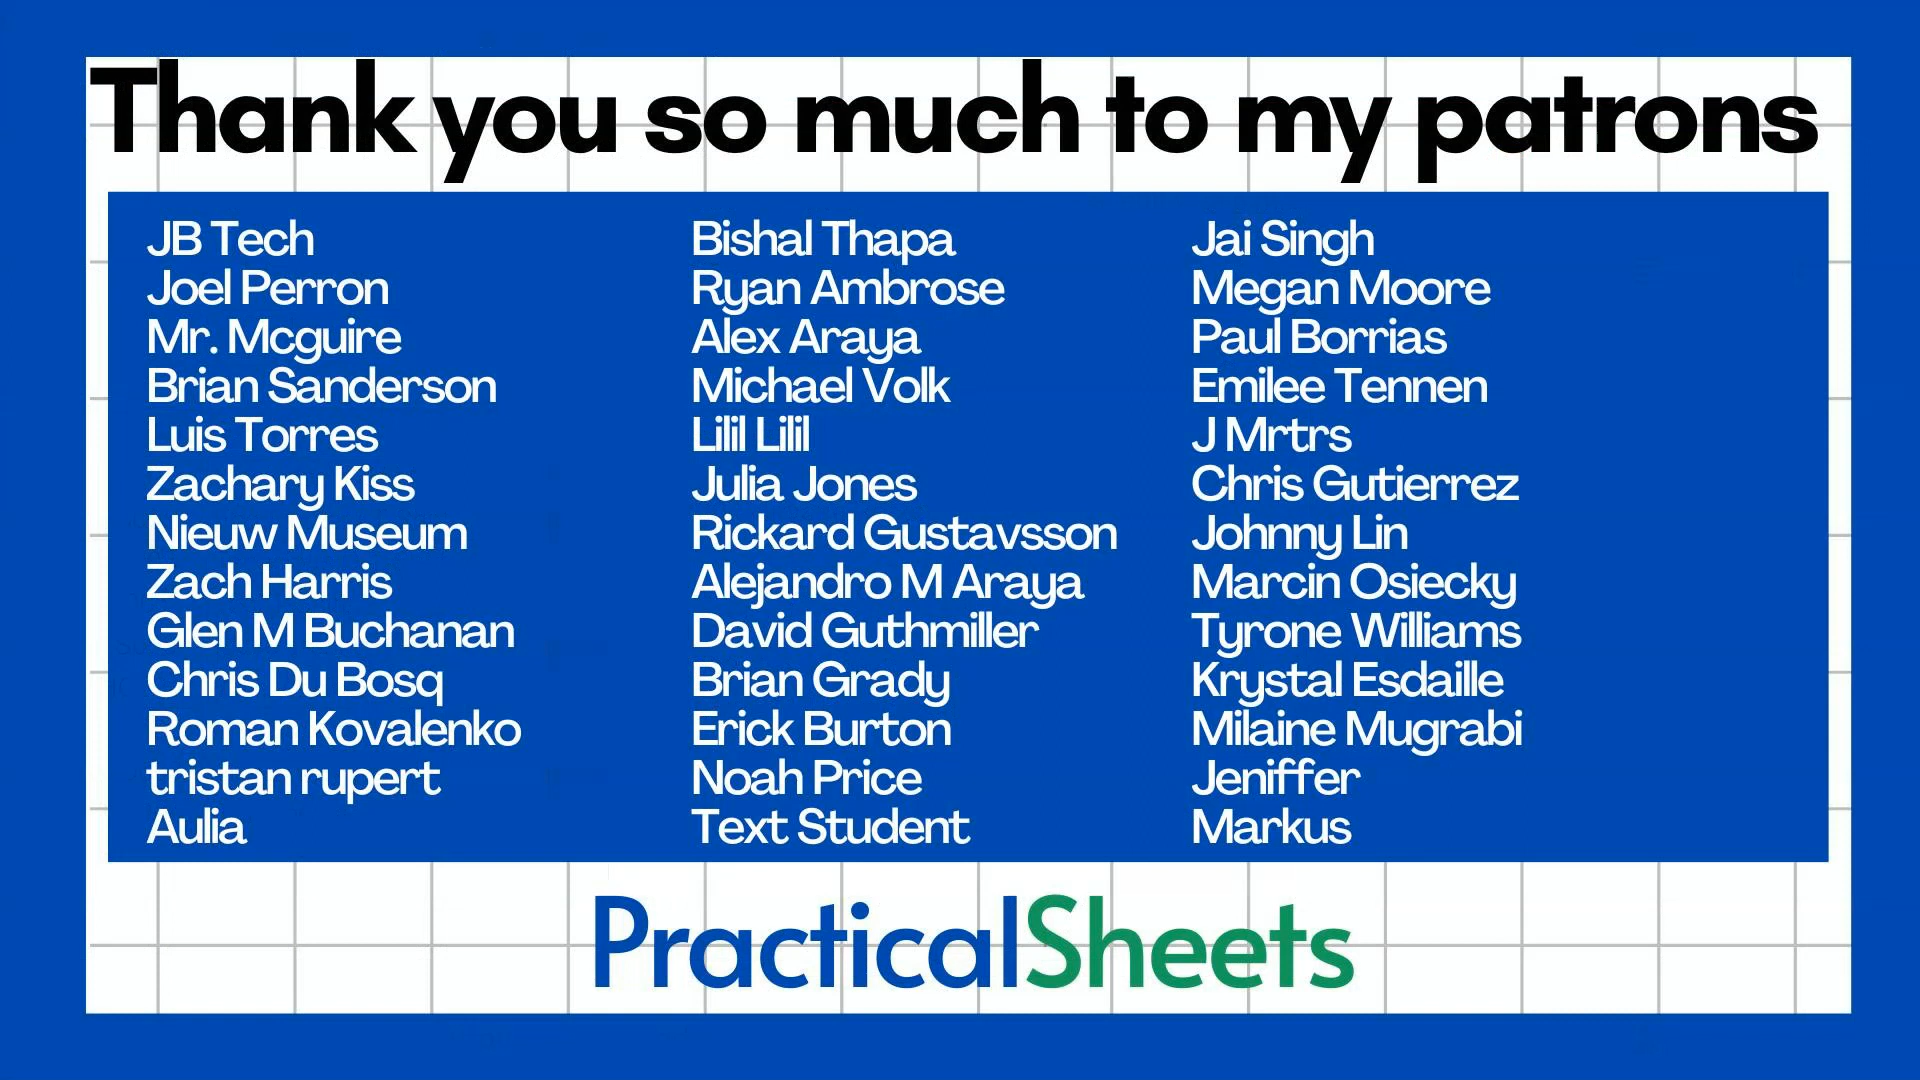 Thank you so much to my patrons
JB Tech
Joel Perron
Mr. Mcguire
Brian Sanderson
Luis Torres
Zachary Kiss
Nieuw Museum
Zach Harris
Glen M Buchanan
Chris Du Bosq
Roman Kovalenko
tristan rupert
Aulia
Bishal Thapa
Ryan Ambrose
Alex Araya
Michael Volk
Lilil Lilil
Julia Jones
Rickard Gustavsson
Alejandro M Araya
David Guthmiller
Brian Grady
Erick Burton
Noah Price
Text Student
Jai Singh
Megan Moore
Paul Borrias
Emilee Tennen
J Mrtrs
Chris Gutierrez
Johnny Lin
Marcin Osiecky
Tyrone Williams
Krystal Esdaille
Milaine Mugrabi
Jeniffer
Markus
PracticalSheets